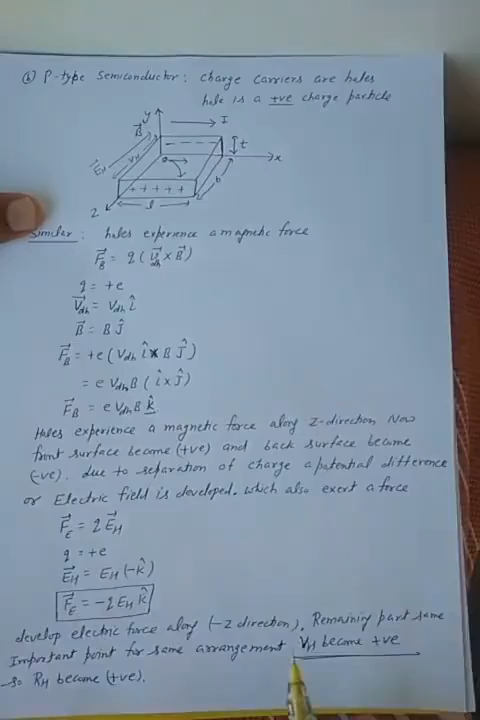 (b) P-type semiconductor: charge carriers are holes
hole is a +ve charge particle
y
B⃗
I
E⃗H
VH
− − − −
t
x
b
+ + + + +
z
l
Similar: holes experience a magnetic force
F⃗B = q(v⃗dh × B⃗)
q = +e
V⃗dh = Vdh î
B⃗ = B Ĵ
F⃗B = +e (Vdh î × B Ĵ)
= e Vdh B (î × Ĵ)
F⃗B = e Vdh B k̂
Holes experience a magnetic force along Z-direction Now
front surface become (+ve) and back surface become
(-ve). due to separation of charge a potential difference
or Electric field is developed. which also exert a force
F⃗E = q E⃗H
q = +e
E⃗H = EH (-k̂)
F⃗E = -q EH k̂
develop electric force along (-z direction). Remaining part same
Important point for same arrangement VH become +ve
so RH become (+ve).